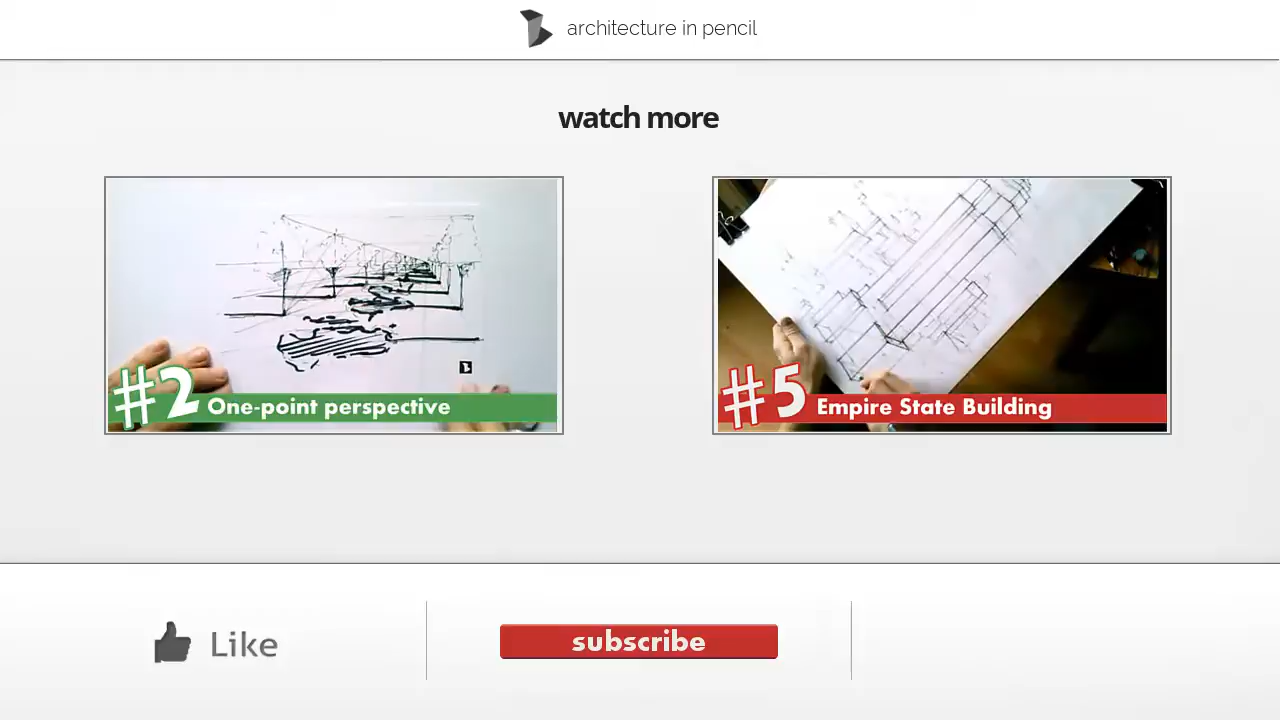 architecture in pencil
watch more
#2 One-point perspective
#5 Empire State Building
Like
subscribe